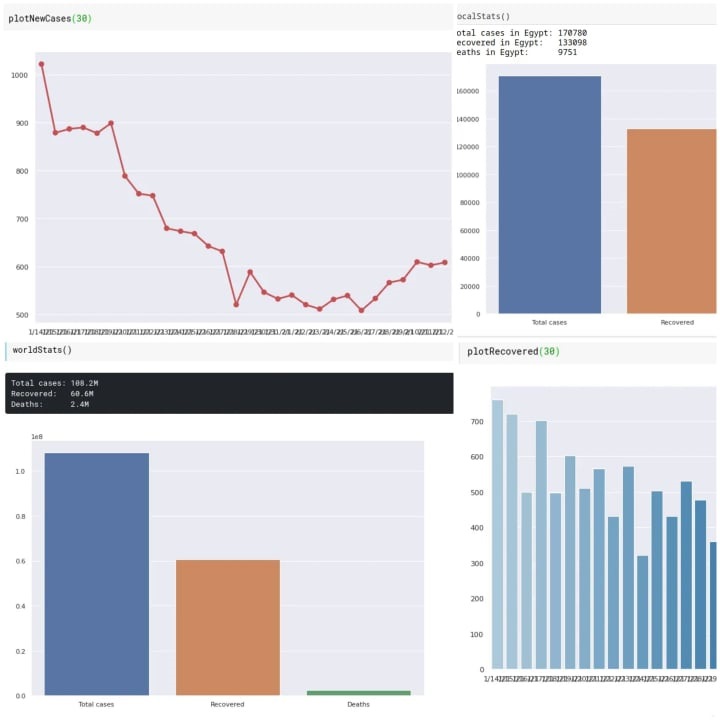 plotNewCases(30)
1000
900
800
700
600
500
ocalStats()
otal cases in Egypt: 170780
ecovered in Egypt: 133098
eaths in Egypt: 9751
160000
140000
120000
100000
80000
60000
40000
20000
0
Total cases
Recovered
worldStats()
Total cases: 108.2M
Recovered: 60.6M
Deaths: 2.4M
1e8
1.0
0.8
0.6
0.4
0.2
0.0
Total cases
Recovered
Deaths
plotRecovered(30)
700
600
500
400
300
200
100
0